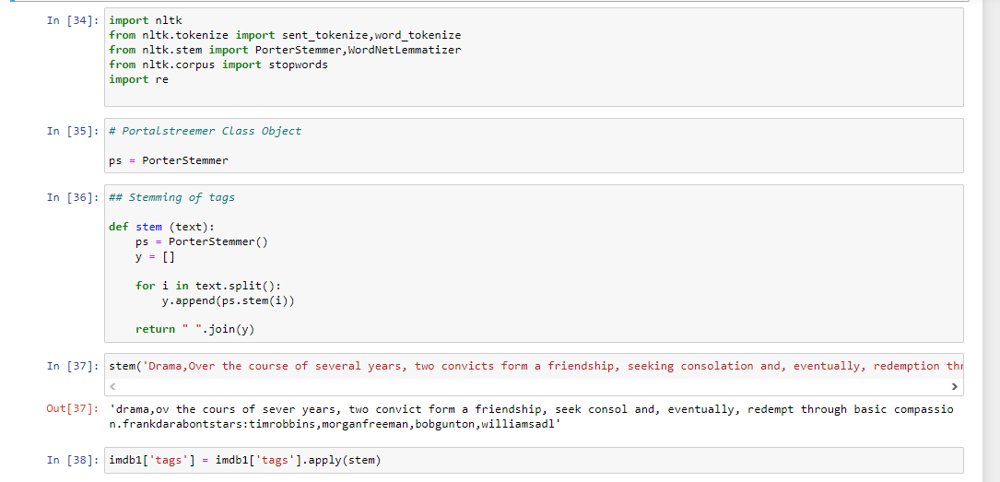 In [34]: import nltk
from nltk.tokenize import sent_tokenize,word_tokenize
from nltk.stem import PorterStemmer,WordNetLemmatizer
from nltk.corpus import stopwords
import re
In [35]: # Portalstreemer Class Object
ps = PorterStemmer
In [36]: ## Stemming of tags
def stem (text):
    ps = PorterStemmer()
    y = []
    for i in text.split():
        y.append(ps.stem(i))
    return " ".join(y)
In [37]: stem('Drama,Over the course of several years, two convicts form a friendship, seeking consolation and, eventually, redemption thr
Out[37]: 'drama,ov the cours of sever years, two convict form a friendship, seek consol and, eventually, redempt through basic compassio
n.frankdarabontstars:timrobbins,morganfreeman,bobgunton,williamsadl'
In [38]: imdb1['tags'] = imdb1['tags'].apply(stem)